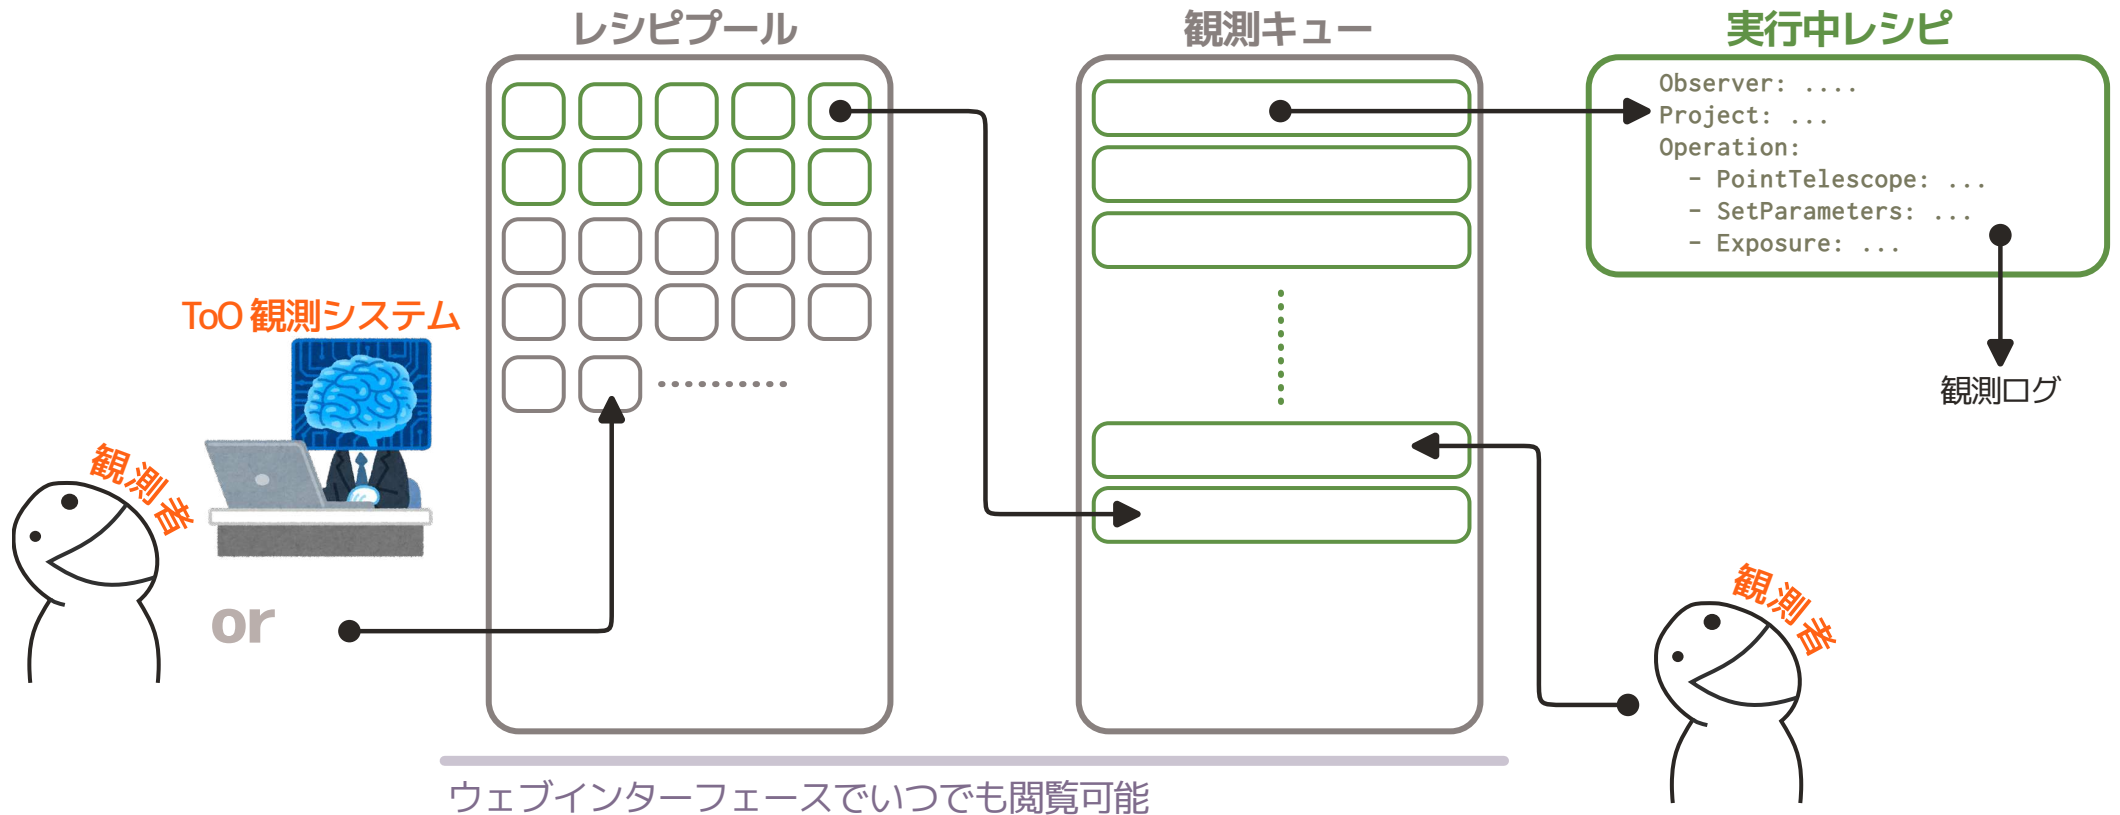 レシピプール
観測キュー
実行中レシピ
Observer: ....
Project: ...
Operation:
- PointTelescope: ...
- SetParameters: ...
- Exposure: ...
観測ログ
ToO 観測システム
観測者
or
観測者
ウェブインターフェースでいつでも閲覧可能